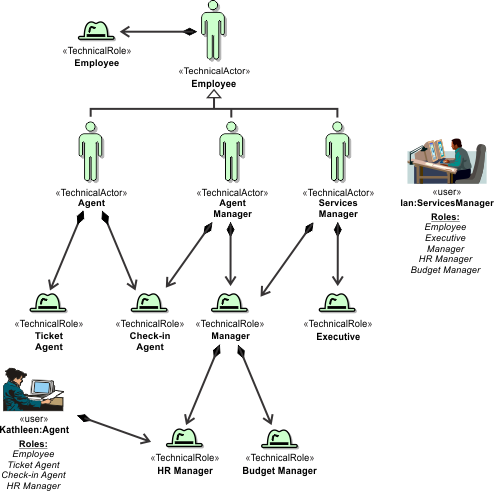 «TechnicalRole»
Employee
«TechnicalActor»
Employee
«TechnicalActor»
Agent
«TechnicalActor»
Agent
Manager
«TechnicalActor»
Services
Manager
«user»
Ian:ServicesManager
Roles:
Employee
Executive
Manager
HR Manager
Budget Manager
«TechnicalRole»
Ticket
Agent
«TechnicalRole»
Check-in
Agent
«TechnicalRole»
Manager
«TechnicalRole»
Executive
«user»
Kathleen:Agent
Roles:
Employee
Ticket Agent
Check-in Agent
HR Manager
«TechnicalRole»
HR Manager
«TechnicalRole»
Budget Manager